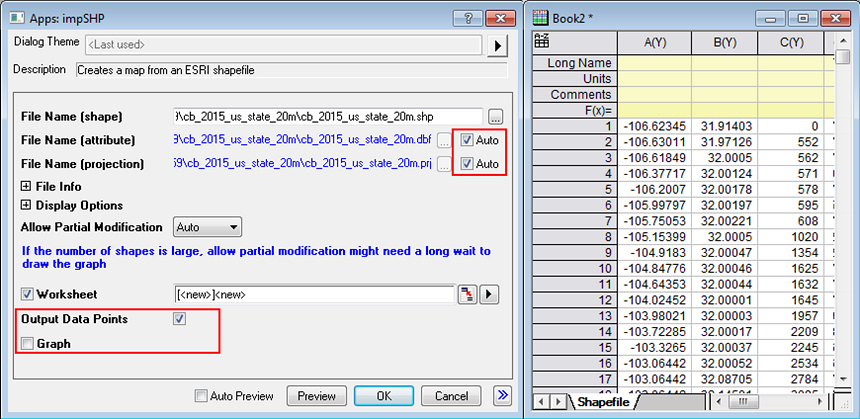 Apps: impSHP
Dialog Theme <Last used>
Description Creates a map from an ESRI shapefile
File Name (shape) \cb_2015_us_state_20m\cb_2015_us_state_20m.shp ...
File Name (attribute) \cb_2015_us_state_20m\cb_2015_us_state_20m.dbf ... Auto
File Name (projection) \cb_2015_us_state_20m\cb_2015_us_state_20m.prj ... Auto
File Info
Display Options
Allow Partial Modification Auto
If the number of shapes is large, allow partial modification might need a long wait to
draw the graph
Worksheet [<new>]<new>
Output Data Points
Graph
Auto Preview Preview OK Cancel
Book2 *
A(Y) B(Y) C(Y)
Long Name
Units
Comments
F(x)=
1 -106.62345 31.91403 0
2 -106.63011 31.97126 552
3 -106.61849 32.0005 562
4 -106.37717 32.00124 571
5 -106.2007 32.00178 578
6 -105.99797 32.00197 595
7 -105.75053 32.00221 608
8 -105.15399 32.0005 1020
9 -104.9183 32.00047 1354
10 -104.84776 32.00046 1625
11 -104.64353 32.00044 1632
12 -104.02452 32.0001 1645
13 -103.98021 32.00003 1957
14 -103.72285 32.00017 2209
15 -103.3265 32.00037 2245
16 -103.06442 32.00052 2534
17 -103.06442 32.08705 2784
Shapefile